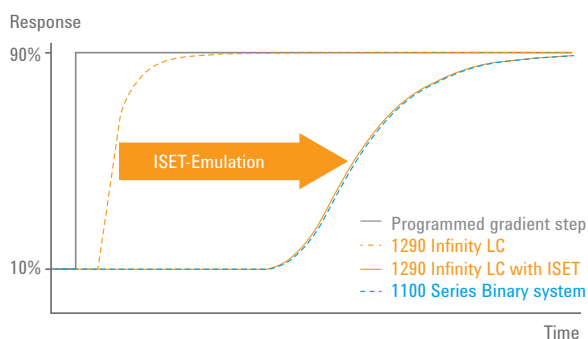 Response
90%
ISET-Emulation
Programmed gradient step
1290 Infinity LC
1290 Infinity LC with ISET
10%
1100 Series Binary system
Time